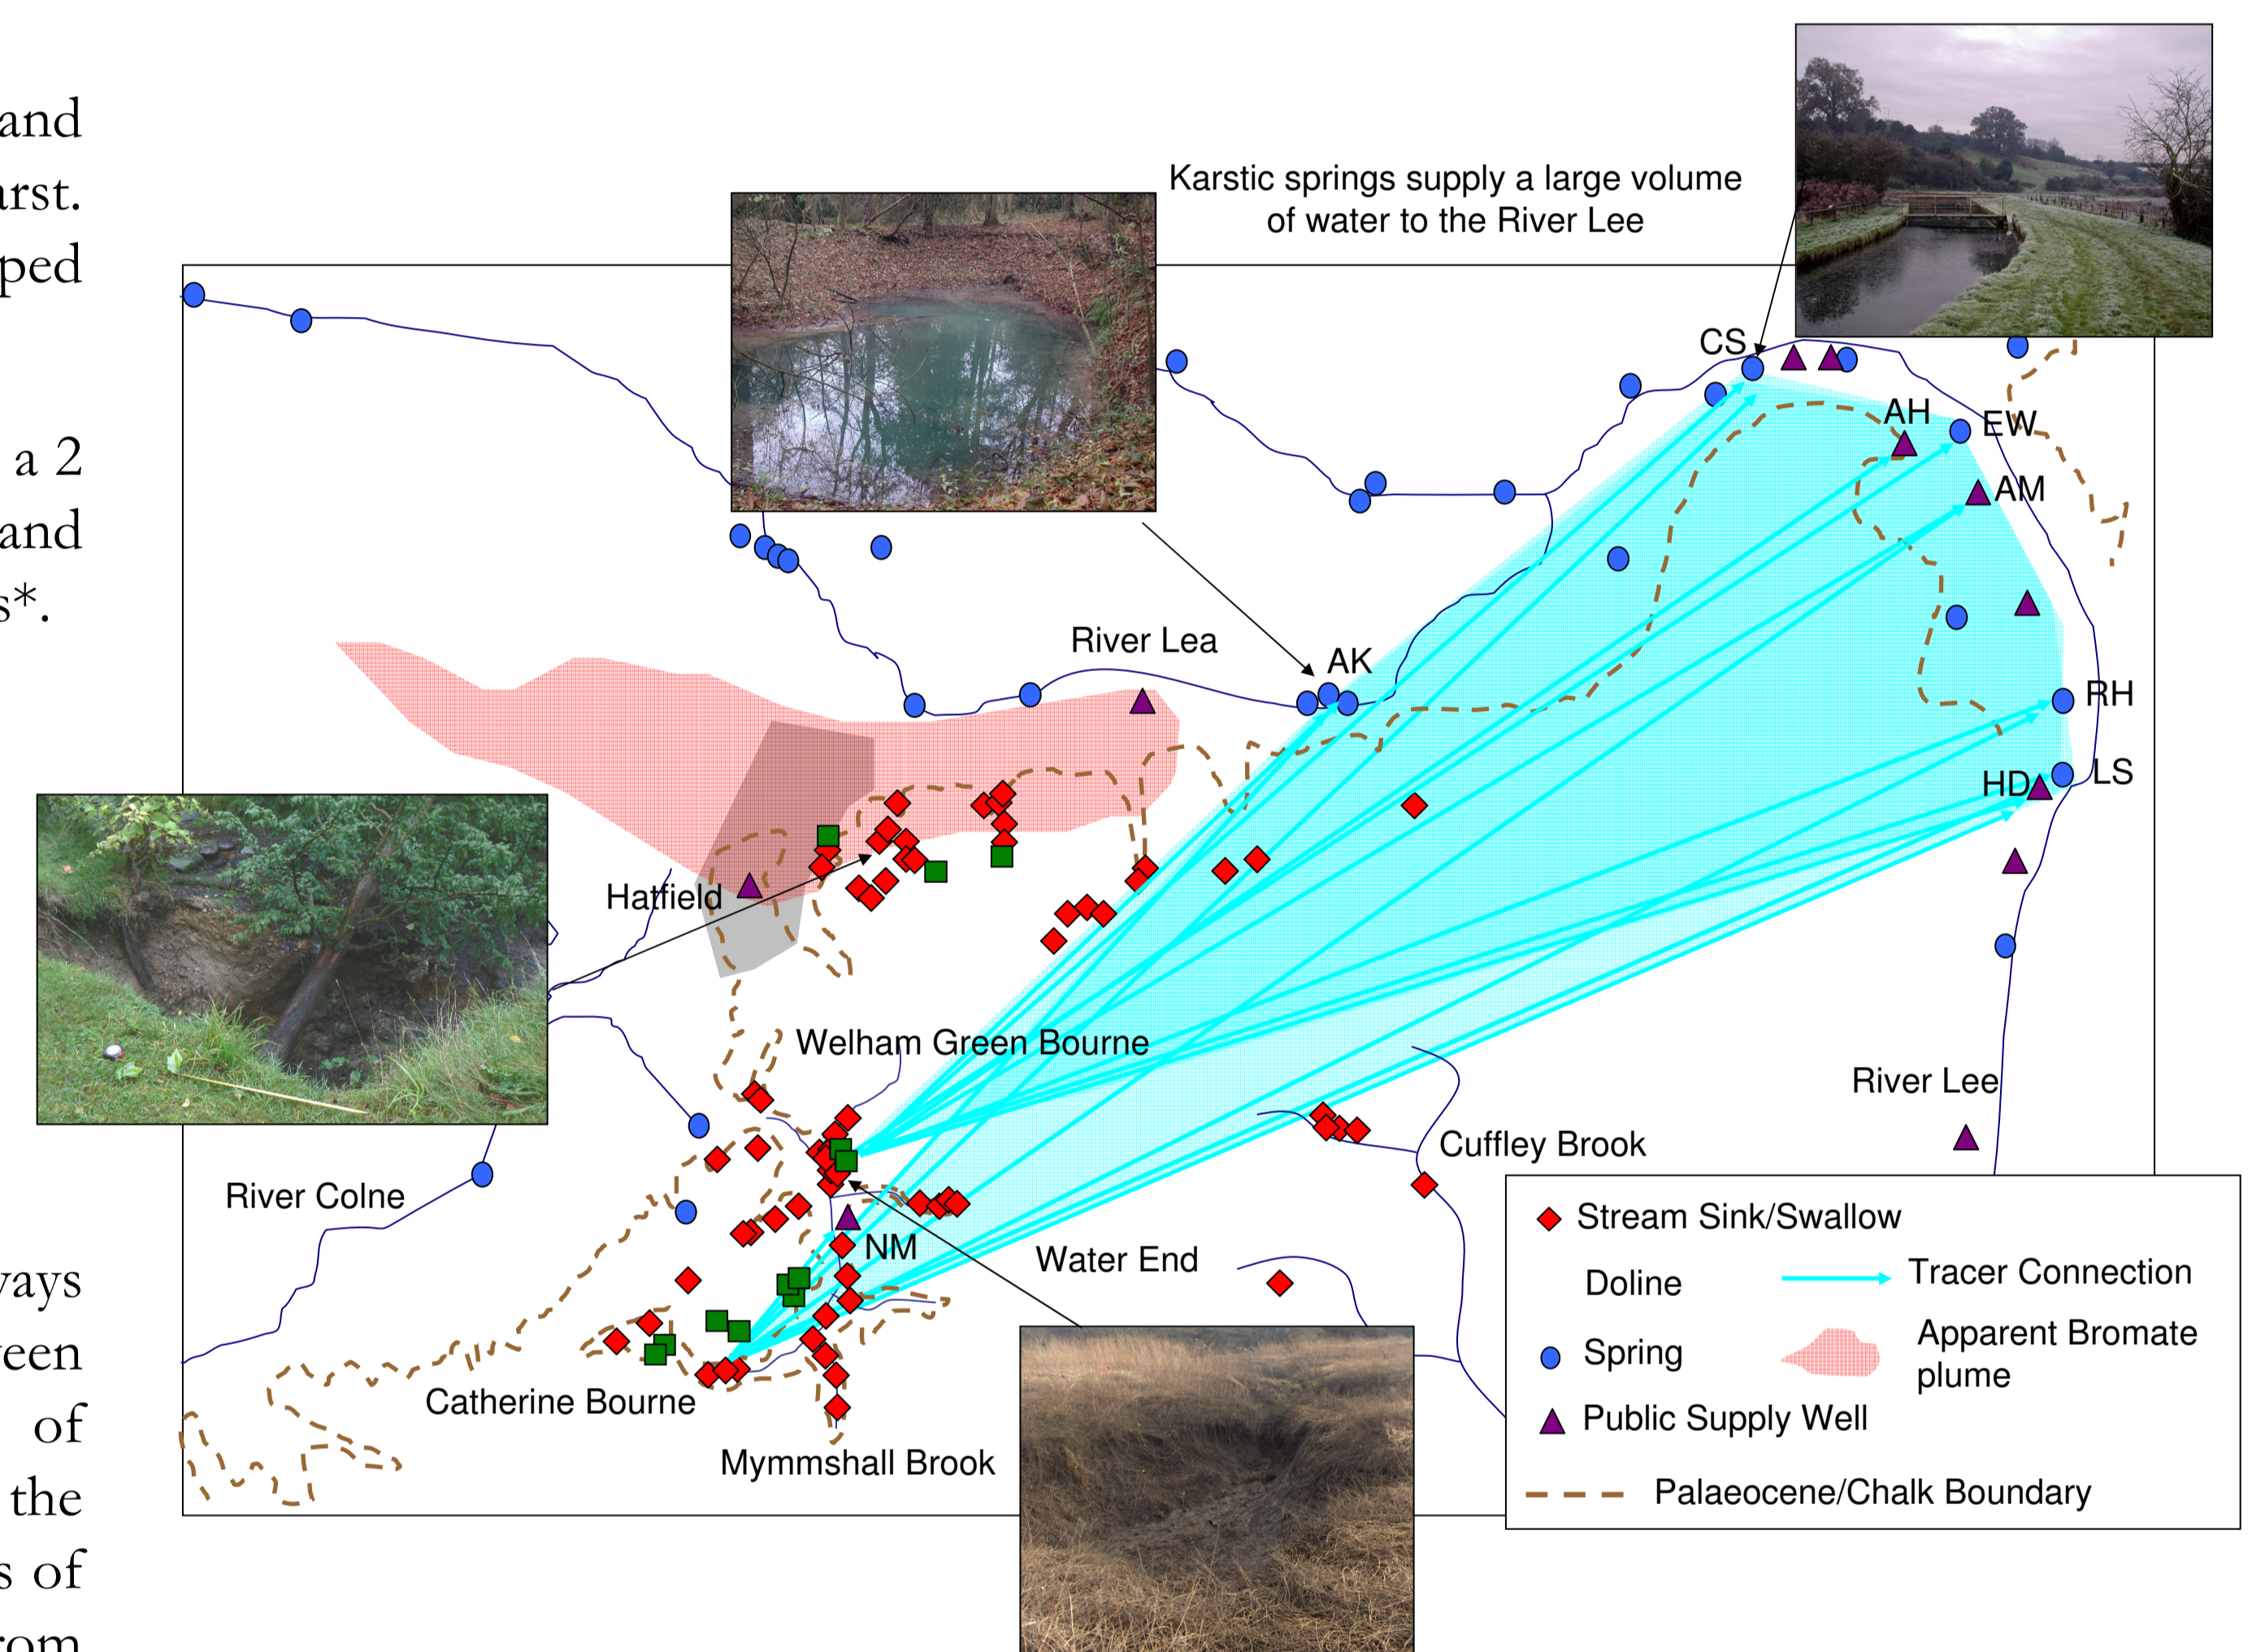 and
arst.
ped
a 2
and
s*.
ways
een
of
the
s of
rom
Karstic springs supply a large volume
of water to the River Lee
CS
AH
EW
AM
River Lea
AK
RH
HD
LS
Hatfield
Welham Green Bourne
River Lee
Cuffley Brook
River Colne
NM
Water End
Catherine Bourne
Mymmshall Brook
Stream Sink/Swallow
Doline
Tracer Connection
Spring
Apparent Bromate
plume
Public Supply Well
Palaeocene/Chalk Boundary